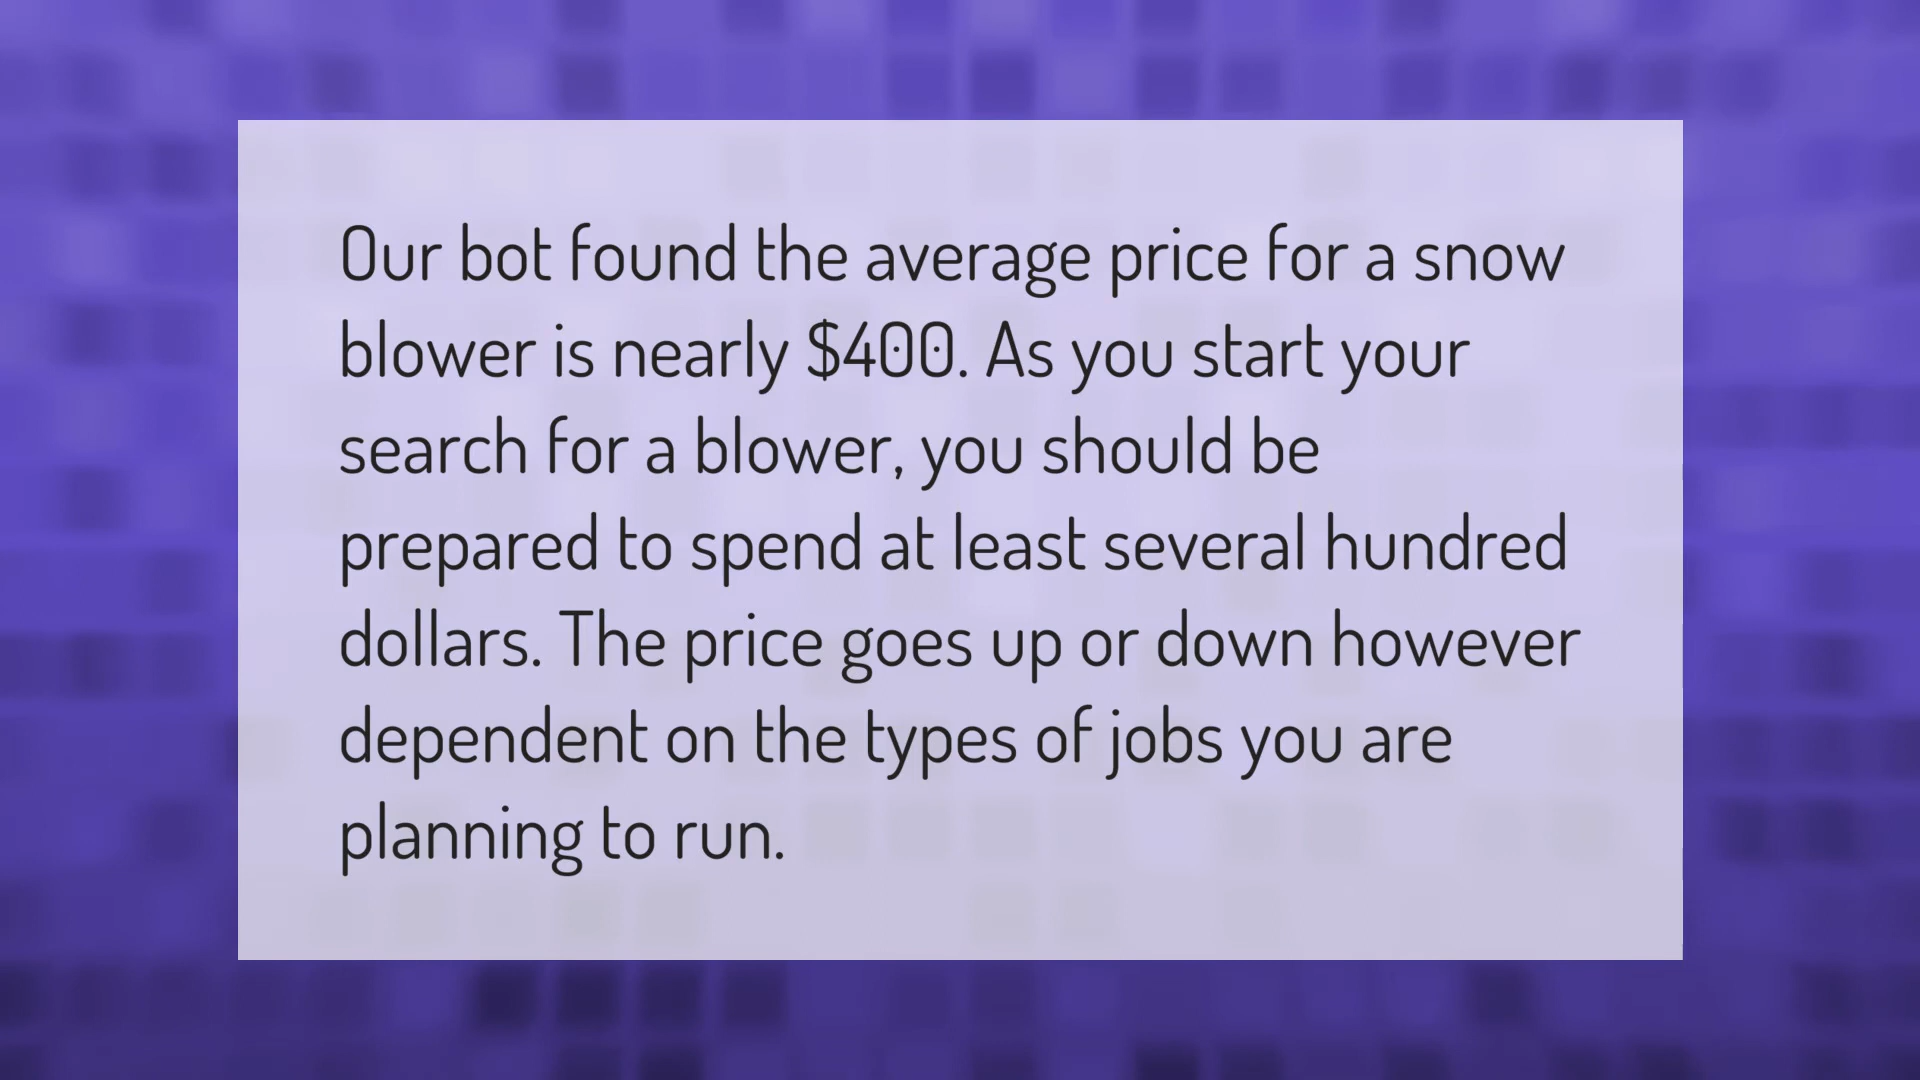 Our bot found the average price for a snow
blower is nearly $400. As you start your
search for a blower, you should be
prepared to spend at least several hundred
dollars. The price goes up or down however
dependent on the types of jobs you are
planning to run.